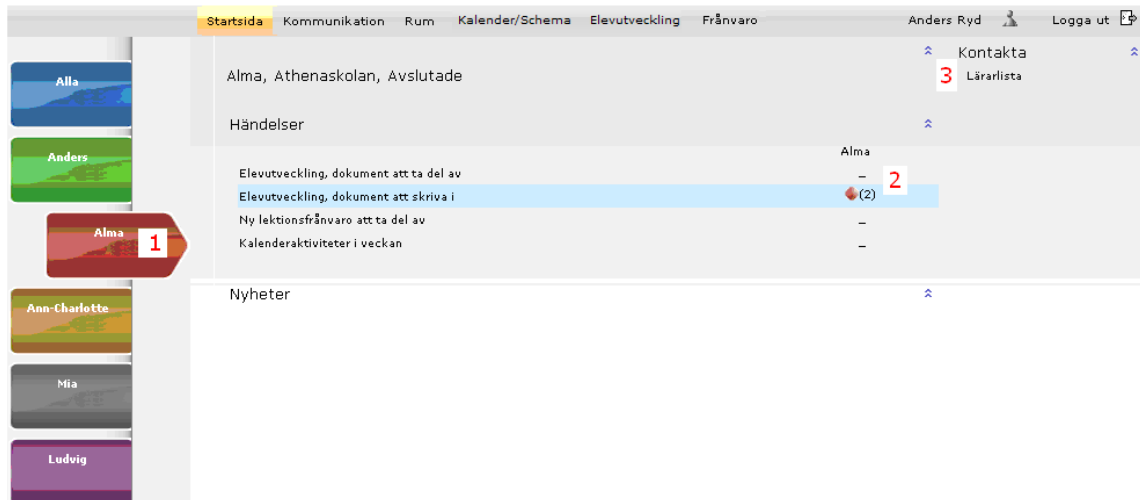 Startsida Kommunikation Rum Kalender/Schema Elevutveckling Frånvaro Anders Ryd Logga ut
Kontakta
3 Lärarlista
Alma, Athenaskolan, Avslutade
Händelser
Alma
Elevutveckling, dokument att ta del av –
2
Elevutveckling, dokument att skriva i (2)
Ny lektionsfrånvaro att ta del av –
Kalenderaktiviteter i veckan –
Nyheter
Alla
Anders
Alma 1
Ann-Charlotte
Mia
Ludvig